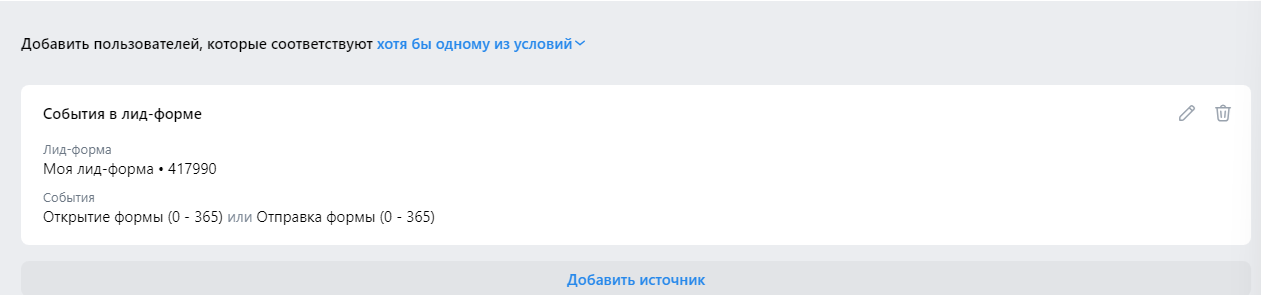 Добавить пользователей, которые соответствуют хотя бы одному из условий
События в лид-форме
Лид-форма
Моя лид-форма • 417990
События
Открытие формы (0 - 365) или Отправка формы (0 - 365)
Добавить источник